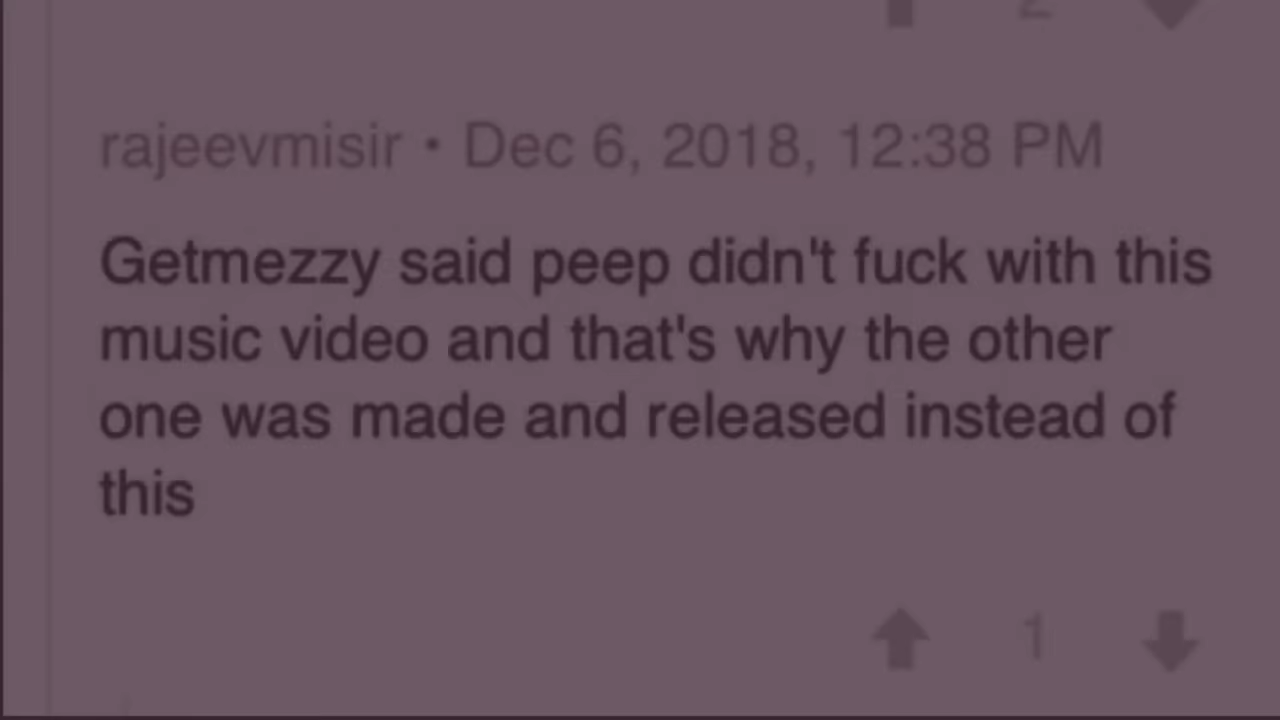 2
rajeevmisir • Dec 6, 2018, 12:38 PM
Getmezzy said peep didn't fuck with this
music video and that's why the other
one was made and released instead of
this
1